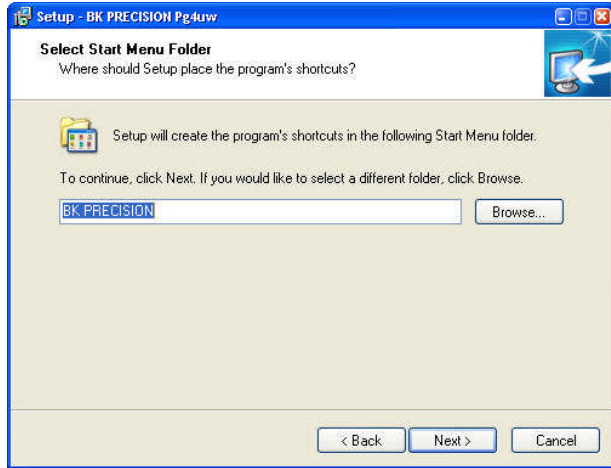 Setup - BK PRECISION Pg4uw
Select Start Menu Folder
Where should Setup place the program's shortcuts?
Setup will create the program's shortcuts in the following Start Menu folder.
To continue, click Next. If you would like to select a different folder, click Browse.
BK PRECISION
Browse...
< Back
Next >
Cancel